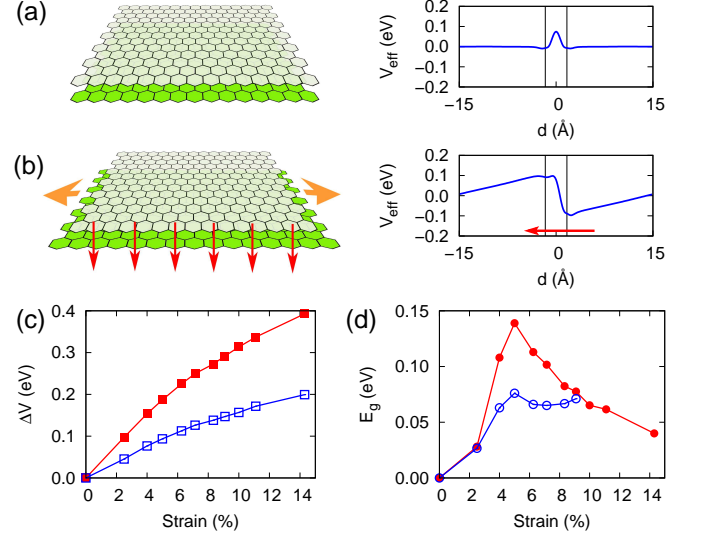 (a)
V_eff (eV)
0.2
0.1
0.0
−0.1
−0.2
−15
0
15
d (Å)
(b)
V_eff (eV)
0.2
0.1
0.0
−0.1
−0.2
−15
0
15
d (Å)
(c)
ΔV (eV)
0.4
0.3
0.2
0.1
0.0
0 2 4 6 8 10 12 14
Strain (%)
(d)
E_g (eV)
0.15
0.10
0.05
0.00
0 2 4 6 8 10 12 14
Strain (%)